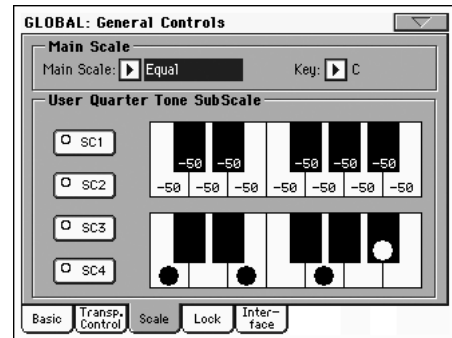 GLOBAL: General Controls
Main Scale
Main Scale: Equal Key: C
User Quarter Tone SubScale
SC1
-50 -50 -50 -50 -50
SC2
-50 -50 -50 -50 -50 -50 -50
SC3
SC4
Basic Transp. Control Scale Lock Inter-face